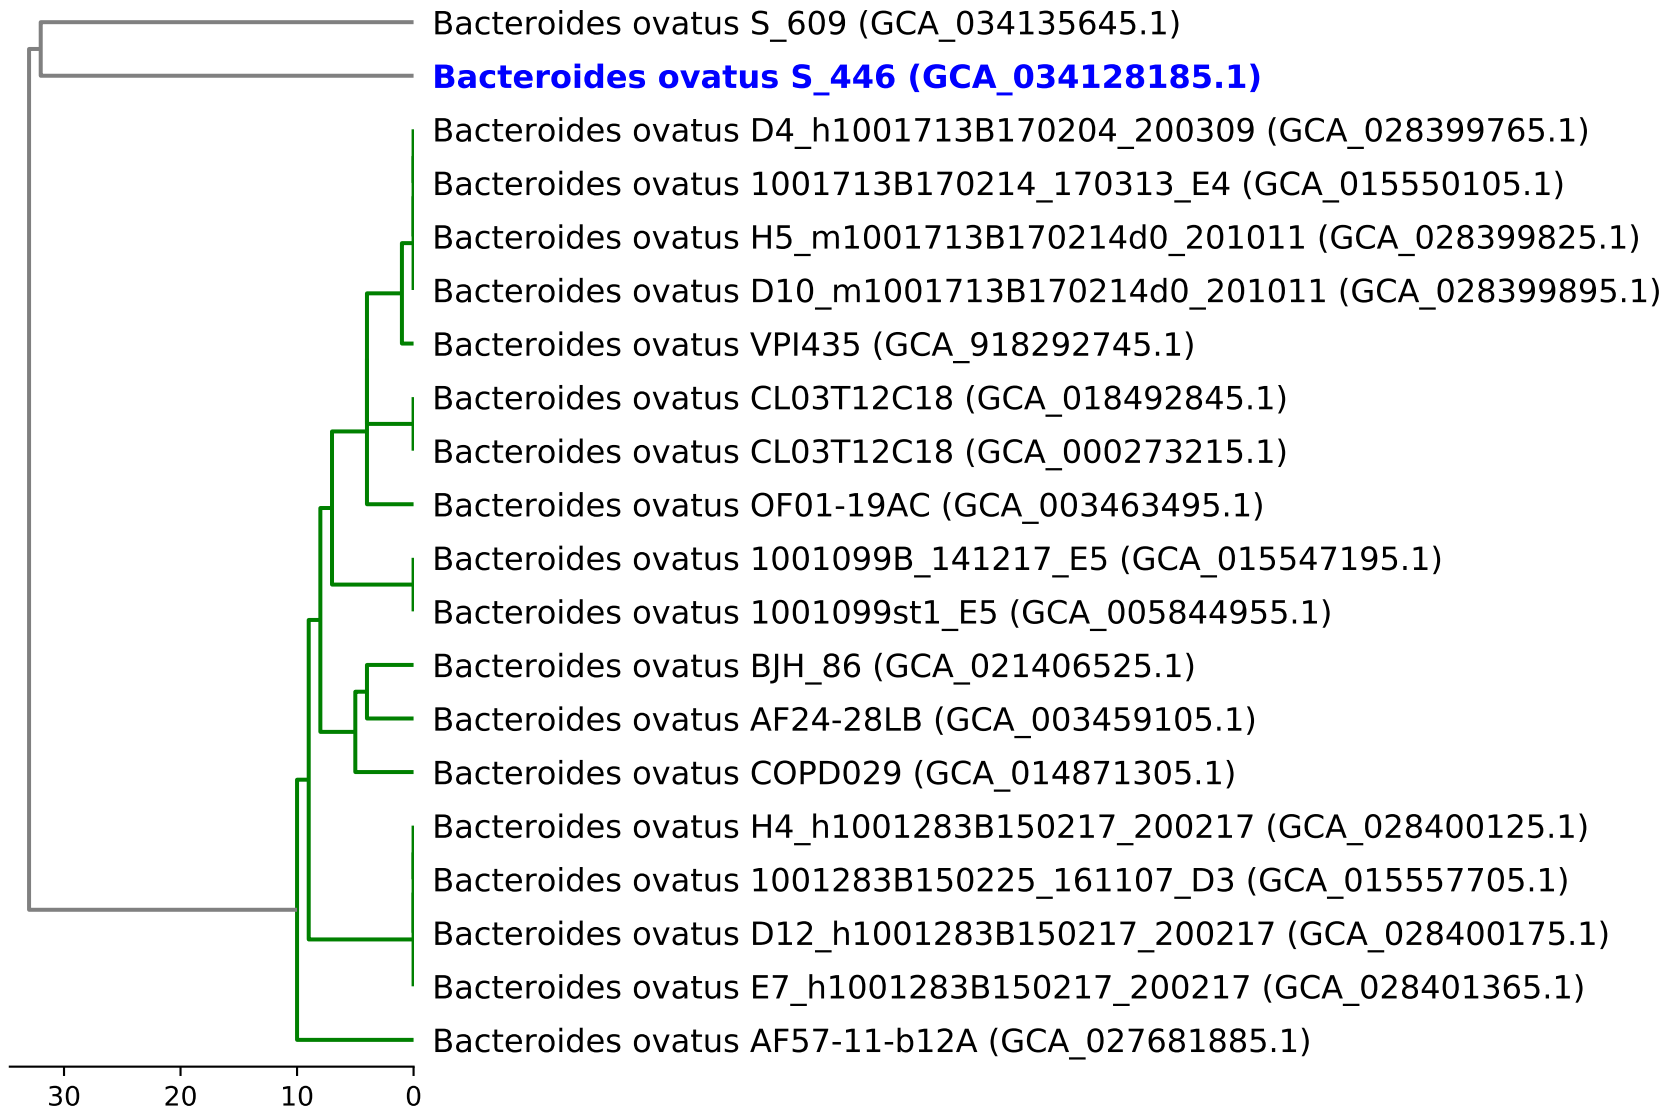 Bacteroides ovatus S_609 (GCA_034135645.1)
Bacteroides ovatus S_446 (GCA_034128185.1)
Bacteroides ovatus D4_h1001713B170204_200309 (GCA_028399765.1)
Bacteroides ovatus 1001713B170214_170313_E4 (GCA_015550105.1)
Bacteroides ovatus H5_m1001713B170214d0_201011 (GCA_028399825.1)
Bacteroides ovatus D10_m1001713B170214d0_201011 (GCA_028399895.1)
Bacteroides ovatus VPI435 (GCA_918292745.1)
Bacteroides ovatus CL03T12C18 (GCA_018492845.1)
Bacteroides ovatus CL03T12C18 (GCA_000273215.1)
Bacteroides ovatus OF01-19AC (GCA_003463495.1)
Bacteroides ovatus 1001099B_141217_E5 (GCA_015547195.1)
Bacteroides ovatus 1001099st1_E5 (GCA_005844955.1)
Bacteroides ovatus BJH_86 (GCA_021406525.1)
Bacteroides ovatus AF24-28LB (GCA_003459105.1)
Bacteroides ovatus COPD029 (GCA_014871305.1)
Bacteroides ovatus H4_h1001283B150217_200217 (GCA_028400125.1)
Bacteroides ovatus 1001283B150225_161107_D3 (GCA_015557705.1)
Bacteroides ovatus D12_h1001283B150217_200217 (GCA_028400175.1)
Bacteroides ovatus E7_h1001283B150217_200217 (GCA_028401365.1)
Bacteroides ovatus AF57-11-b12A (GCA_027681885.1)
30 20 10 0